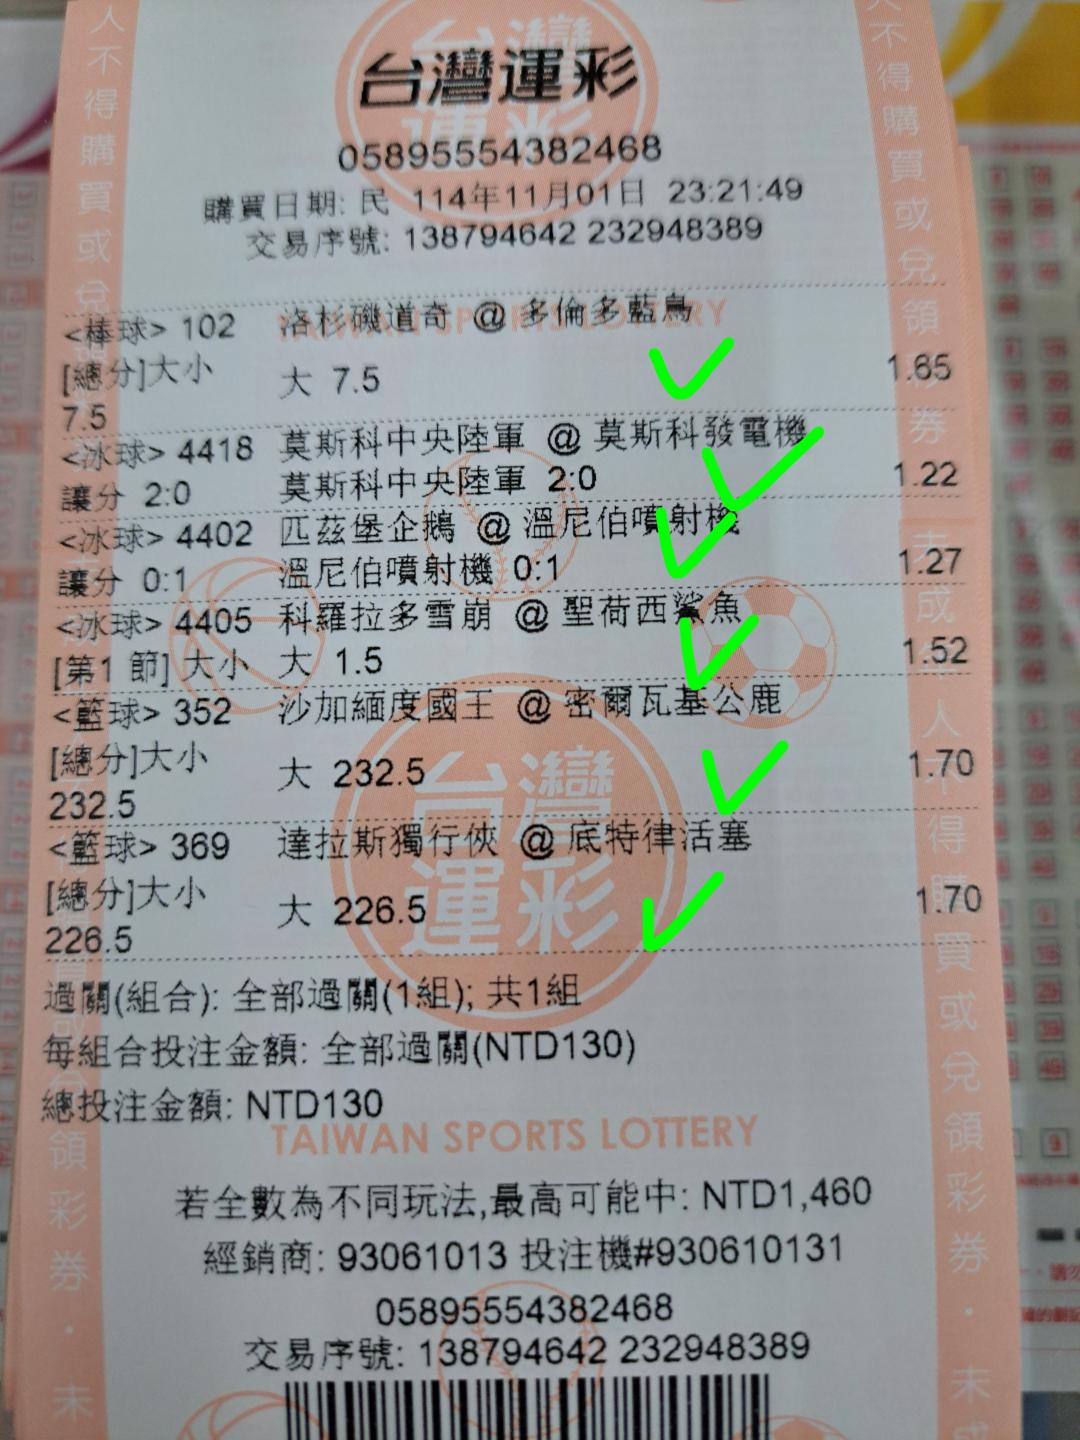 台灣運彩
05895554382468
購買日期: 民 114年11月01日 23:21:49
交易序號: 138794642 232948389
<棒球> 102 洛杉磯道奇 @ 多倫多藍鳥
[總分]大小 大 7.5 1.65
7.5
<冰球> 4418 莫斯科中央陸軍 @ 莫斯科發電機
讓分 2:0 莫斯科中央陸軍 2:0 1.22
<冰球> 4402 匹茲堡企鵝 @ 溫尼伯噴射機
讓分 0:1 溫尼伯噴射機 0:1 1.27
<冰球> 4405 科羅拉多雪崩 @ 聖荷西鯊魚
[第1 節] 大小 大 1.5 1.52
<籃球> 352 沙加緬度國王 @ 密爾瓦基公鹿
[總分]大小 大 232.5 1.70
232.5
<籃球> 369 達拉斯獨行俠 @ 底特律活塞
[總分]大小 大 226.5 1.70
226.5
過關(組合): 全部過關(1組); 共1組
每組合投注金額: 全部過關(NTD130)
總投注金額: NTD130
TAIWAN SPORTS LOTTERY
若全數為不同玩法,最高可能中: NTD1,460
經銷商: 93061013 投注機#930610131
05895554382468
交易序號: 138794642 232948389